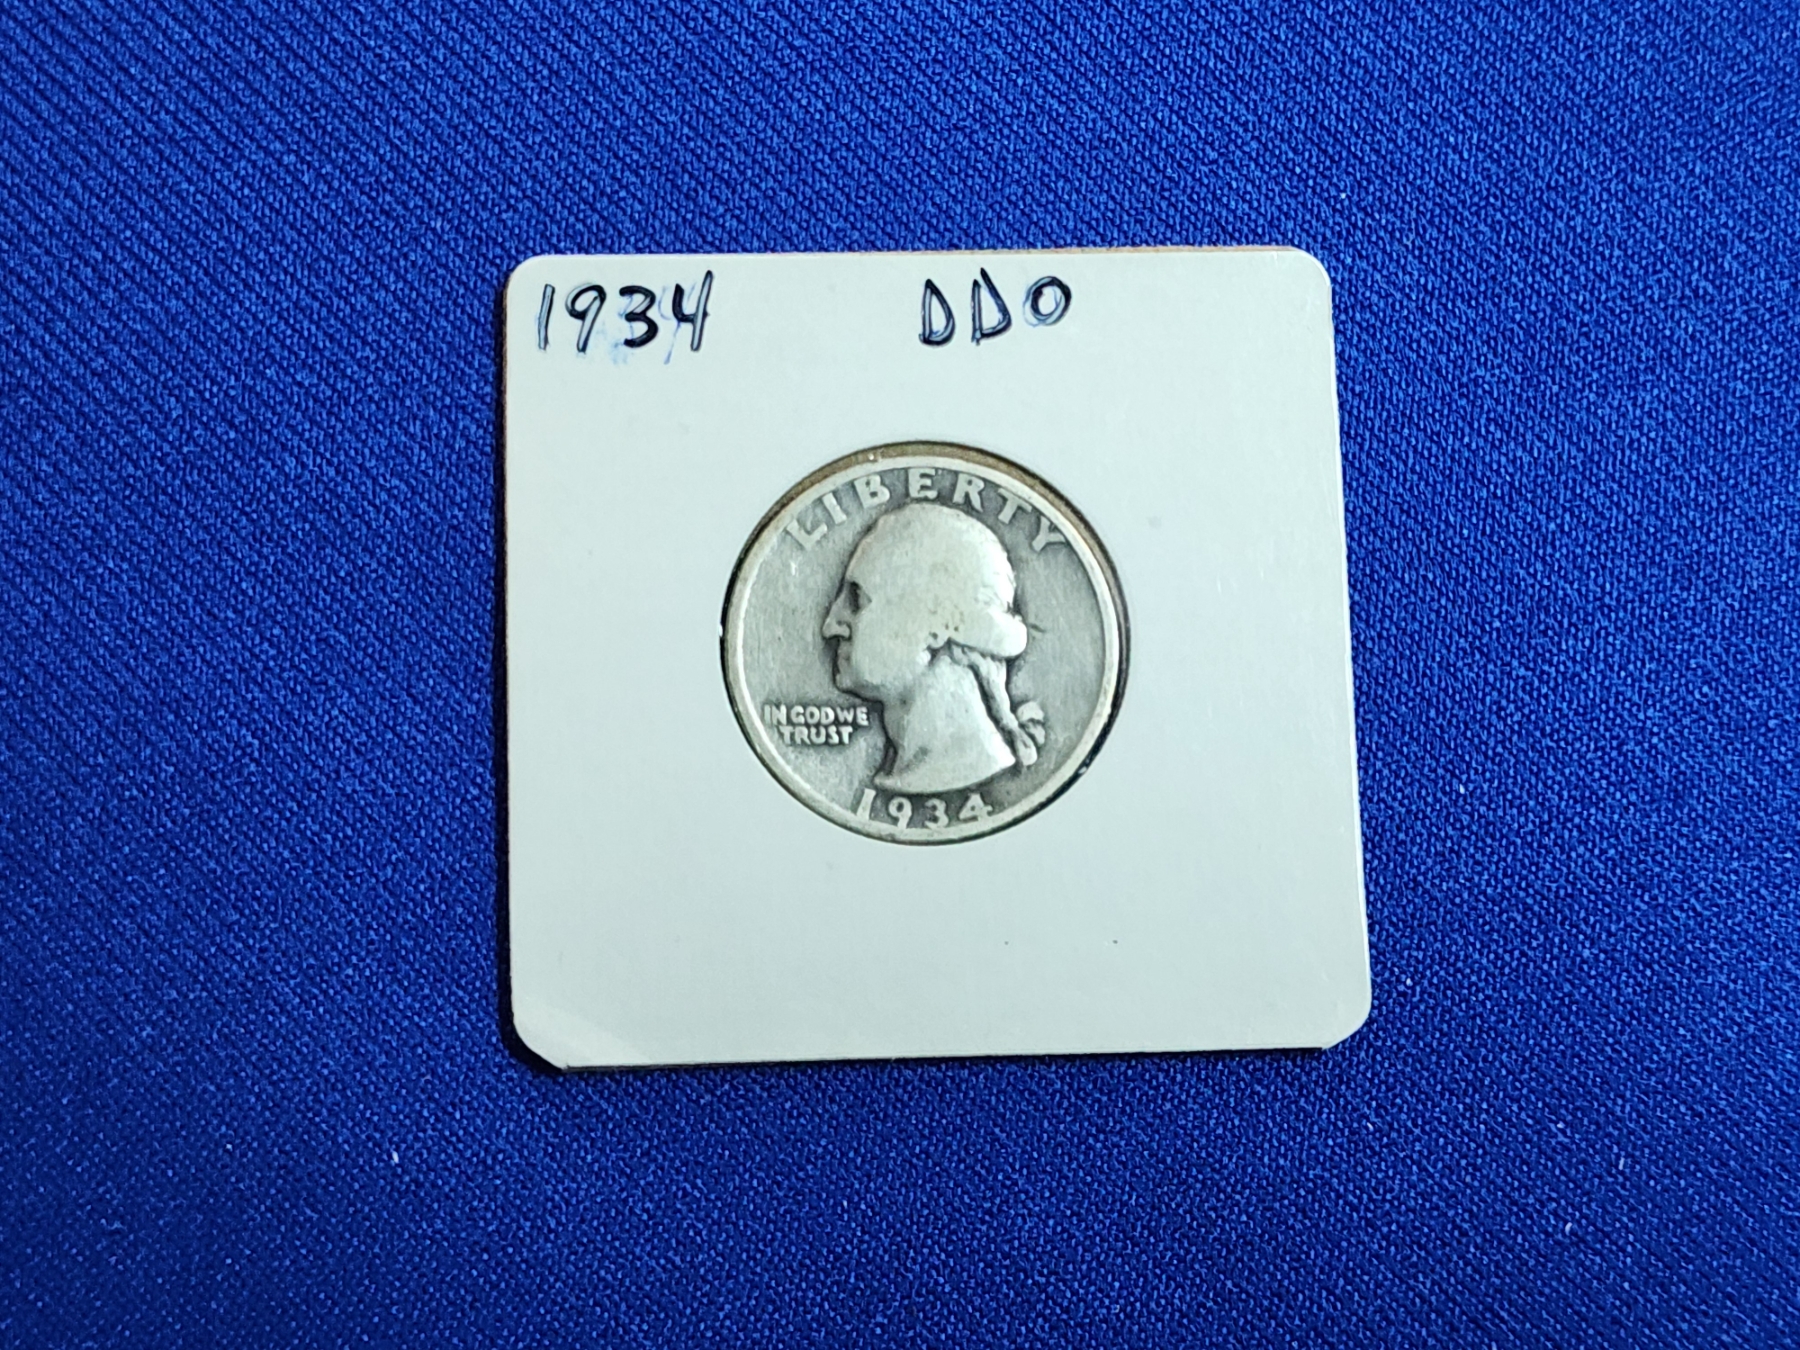 1934 DDO
LIBERTY
IN GOD WE
TRUST
1934